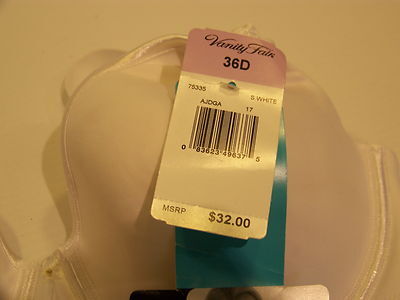 Vanity Fair
36D
75335 S.WHITE
AJDGA 17
0 83623 49637 5
MSRP $32.00